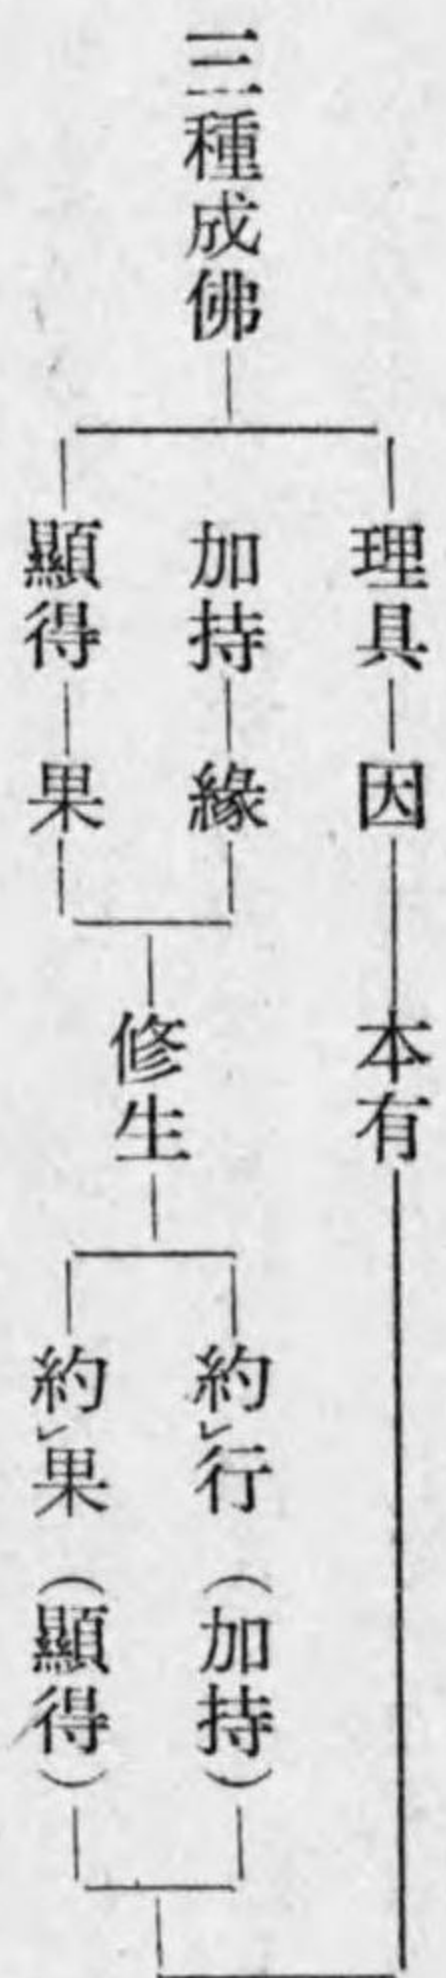 三種成佛
理具 因 本有
加持 緣
顯得 果
修生
約㆑行（加持）
約㆑果（顯得）